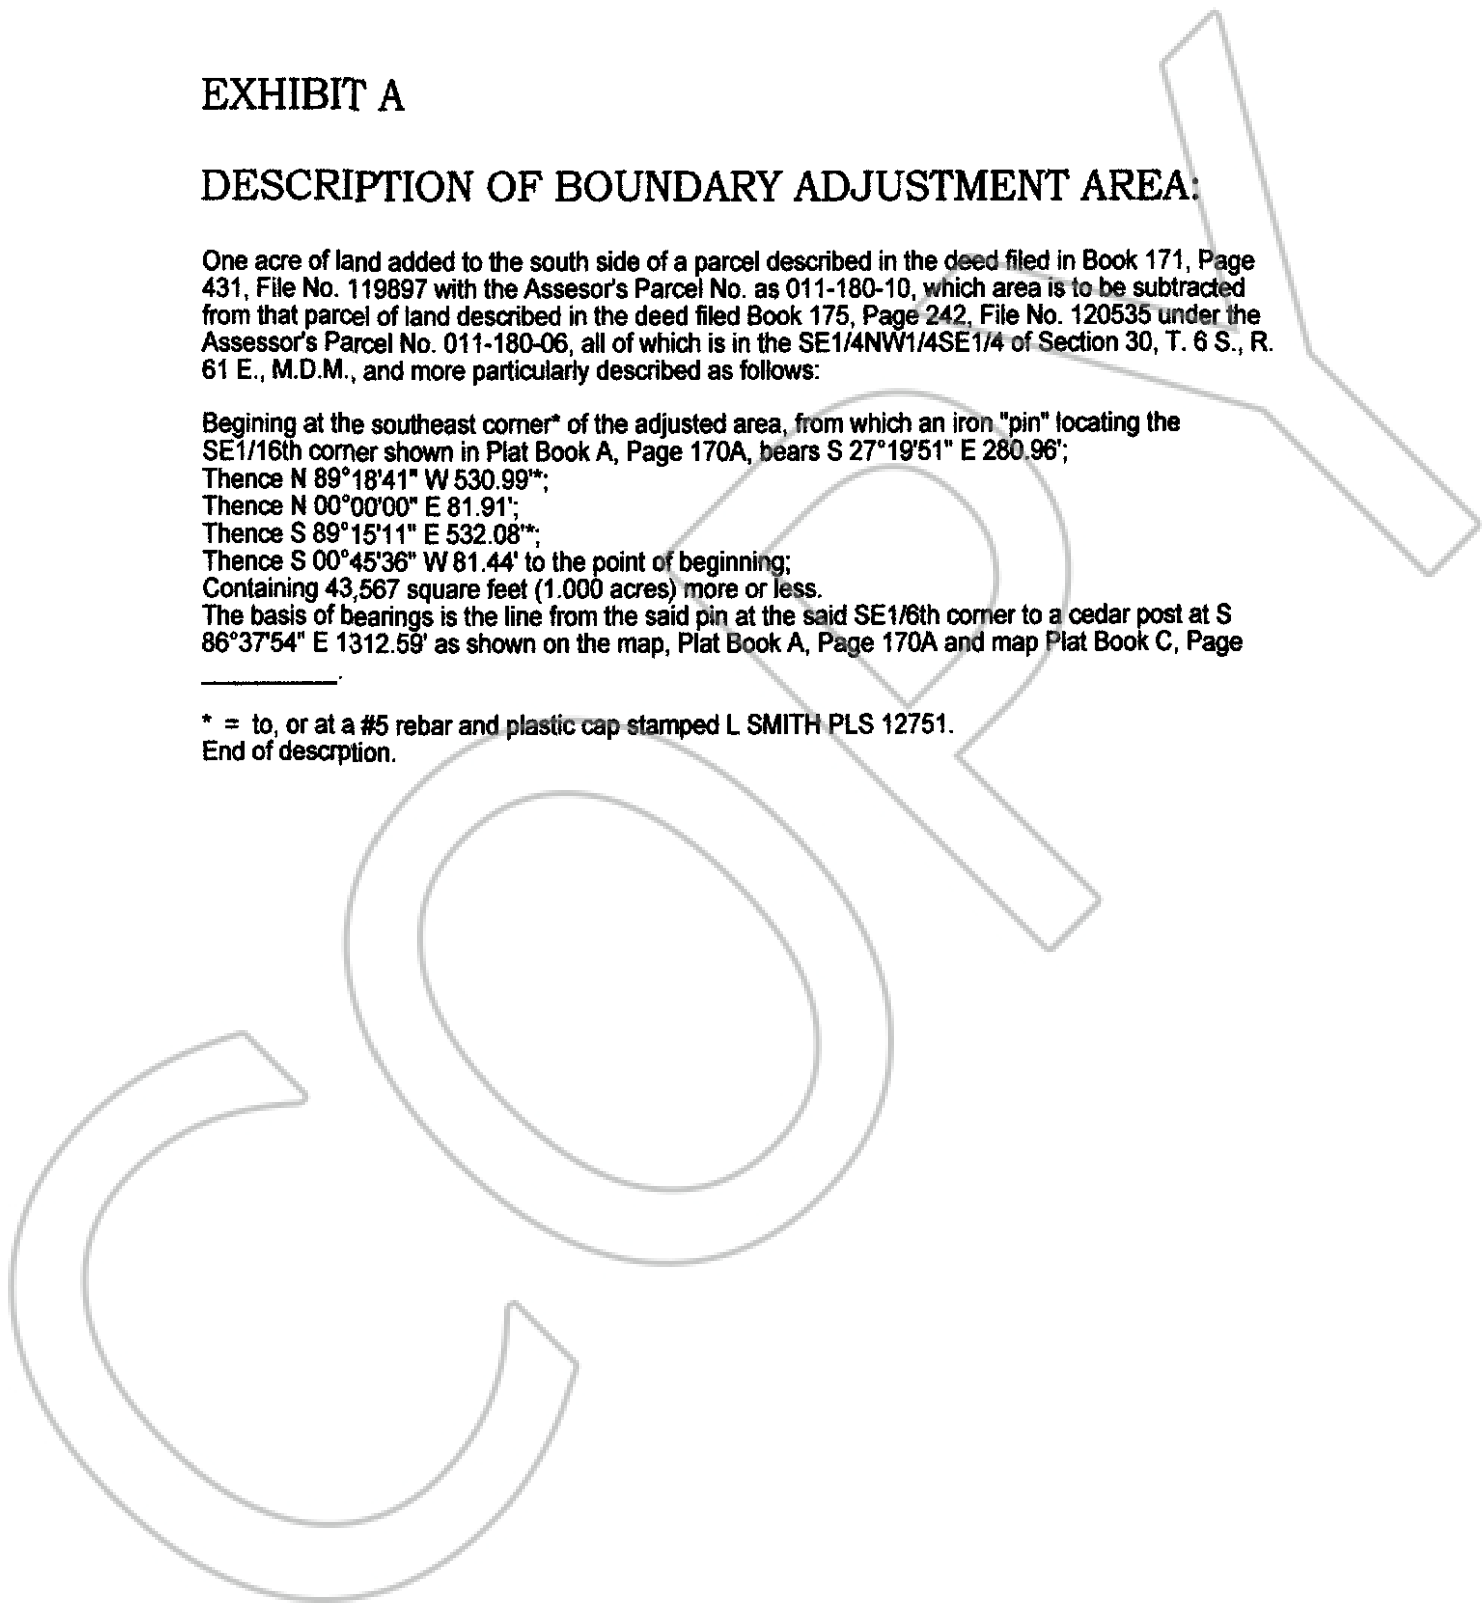 EXHIBIT A
DESCRIPTION OF BOUNDARY ADJUSTMENT AREA:
One acre of land added to the south side of a parcel described in the deed filed in Book 171, Page
431, File No. 119897 with the Assesor's Parcel No. as 011-180-10, which area is to be subtracted
from that parcel of land described in the deed filed Book 175, Page 242, File No. 120535 under the
Assessor's Parcel No. 011-180-06, all of which is in the SE1/4NW1/4SE1/4 of Section 30, T. 6 S., R.
61 E., M.D.M., and more particularly described as follows:
Begining at the southeast corner* of the adjusted area, from which an iron "pin" locating the
SE1/16th corner shown in Plat Book A, Page 170A, bears S 27°19'51" E 280.96';
Thence N 89°18'41" W 530.99'*;
Thence N 00°00'00" E 81.91';
Thence S 89°15'11" E 532.08'*;
Thence S 00°45'36" W 81.44' to the point of beginning;
Containing 43,567 square feet (1.000 acres) more or less.
The basis of bearings is the line from the said pin at the said SE1/6th corner to a cedar post at S
86°37'54" E 1312.59' as shown on the map, Plat Book A, Page 170A and map Plat Book C, Page
____________.
* = to, or at a #5 rebar and plastic cap stamped L SMITH PLS 12751.
End of descrption.
COPY